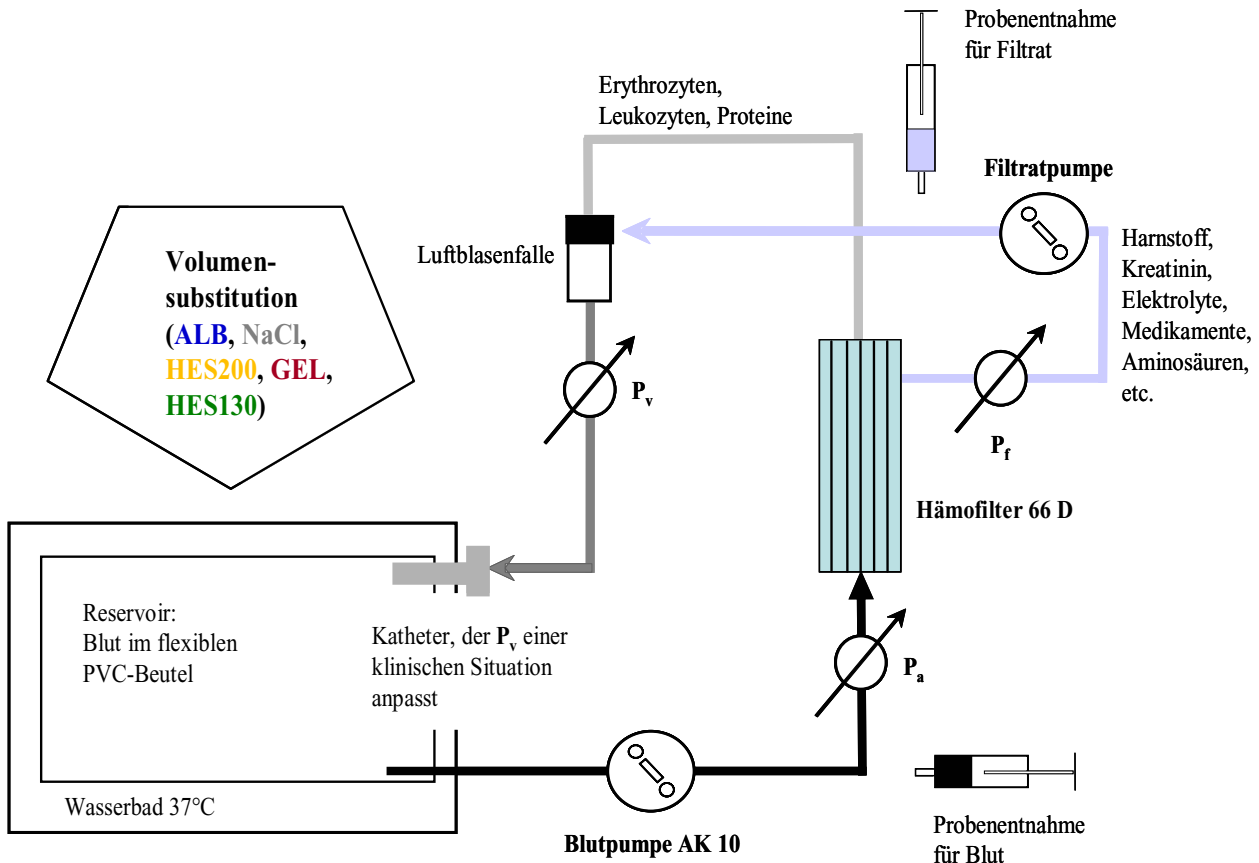 Probenentnahme
für Filtrat
Erythrozyten,
Leukozyten, Proteine
Filtratpumpe
Volumen-
substitution
(ALB, NaCl,
HES200, GEL,
HES130)
Luftblasenfalle
Harnstoff,
Kreatinin,
Elektrolyte,
Medikamente,
Aminosäuren,
etc.
Pv
Pf
Hämofilter 66 D
Reservoir:
Blut im flexiblen
PVC-Beutel
Katheter, der Pv einer
klinischen Situation
anpasst
Pa
Wasserbad 37°C
Blutpumpe AK 10
Probenentnahme
für Blut